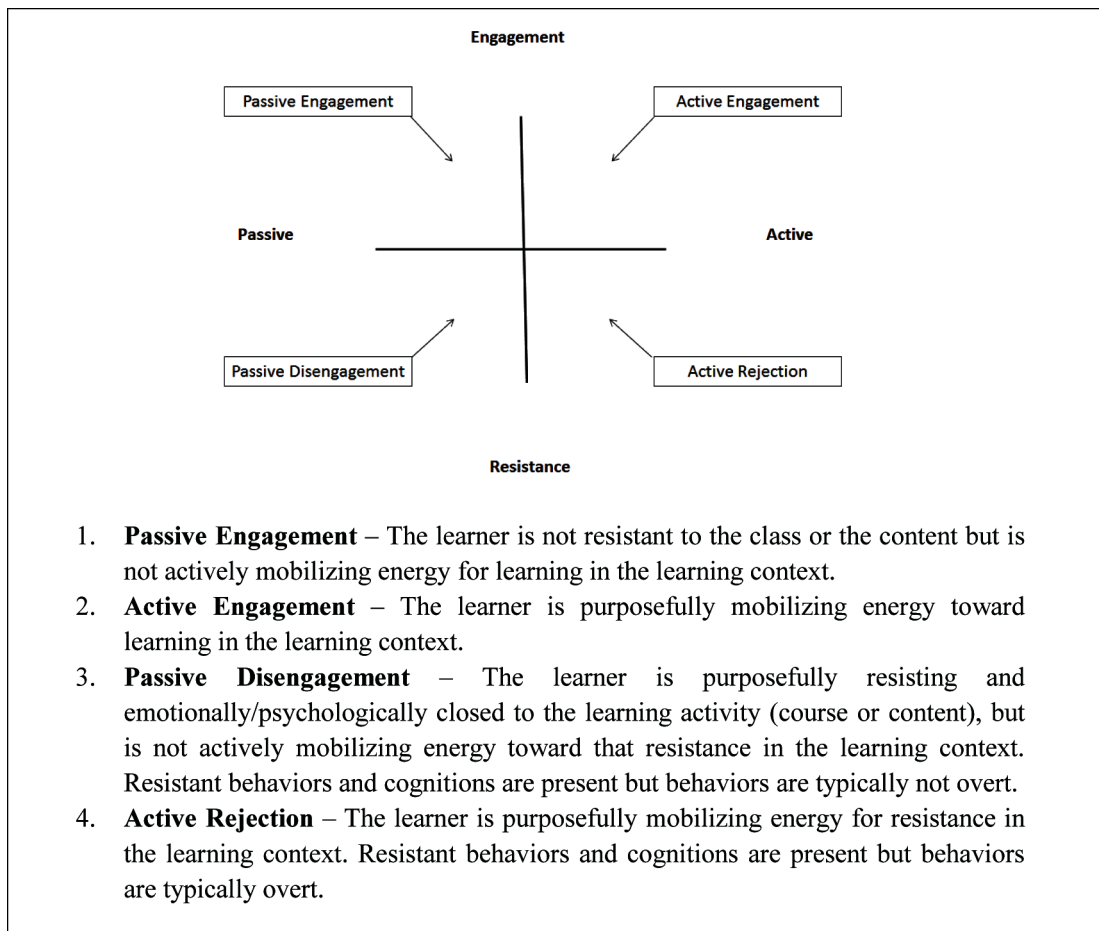 Engagement
Passive Engagement
Active Engagement
Passive
Active
Passive Disengagement
Active Rejection
Resistance
1. Passive Engagement – The learner is not resistant to the class or the content but is
not actively mobilizing energy for learning in the learning context.
2. Active Engagement – The learner is purposefully mobilizing energy toward
learning in the learning context.
3. Passive Disengagement – The learner is purposefully resisting and
emotionally/psychologically closed to the learning activity (course or content), but
is not actively mobilizing energy toward that resistance in the learning context.
Resistant behaviors and cognitions are present but behaviors are typically not overt.
4. Active Rejection – The learner is purposefully mobilizing energy for resistance in
the learning context. Resistant behaviors and cognitions are present but behaviors
are typically overt.